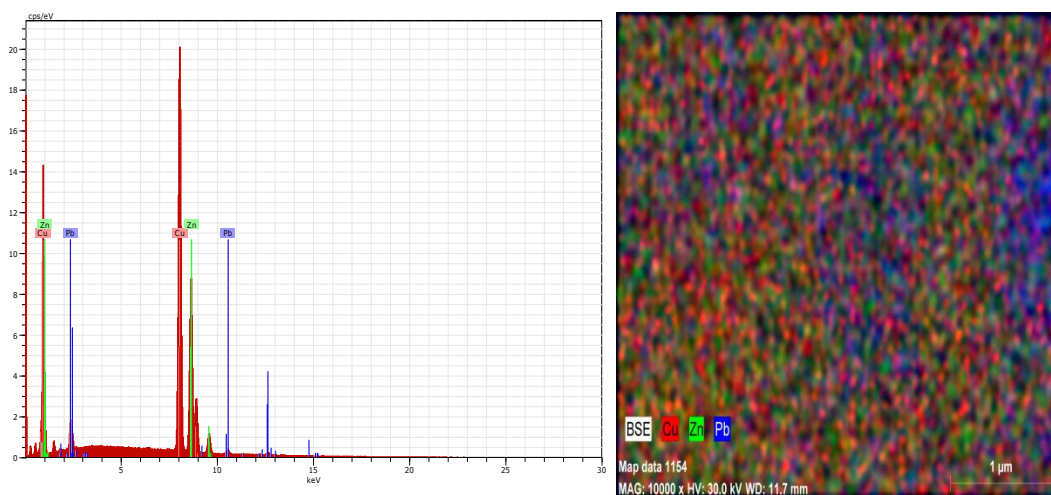 cps/eV
20
18
16
14
12
10
8
6
4
2
0
Zn
Cu
Pb
Zn
Cu
Pb
5
10
15
20
25
30
keV
BSE Cu Zn Pb
Map data 1154
1 µm
MAG: 10000 x HV: 30.0 kV WD: 11.7 mm